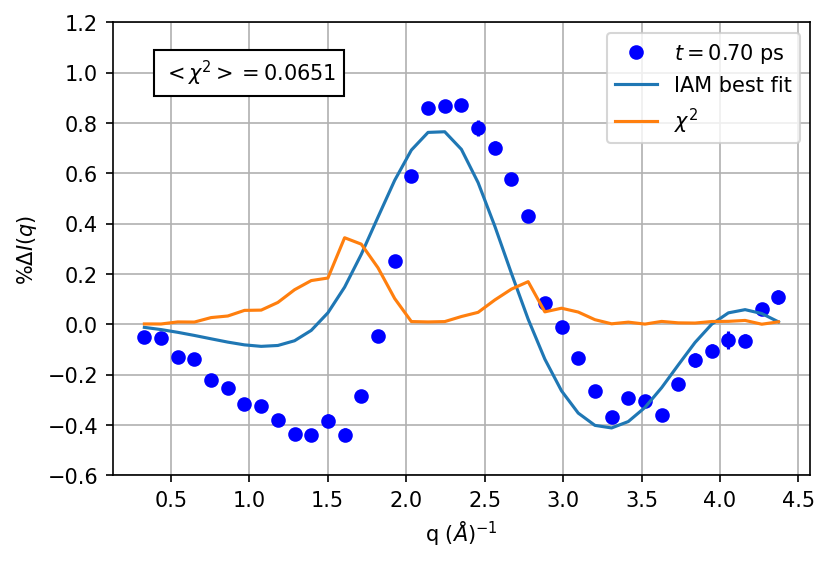 1.2
1.0
0.8
0.6
0.4
0.2
0.0
−0.2
−0.4
−0.6
%ΔI(q)
<χ²> = 0.0651
t = 0.70 ps
IAM best fit
χ²
0.5 1.0 1.5 2.0 2.5 3.0 3.5 4.0 4.5
q (Å)⁻¹